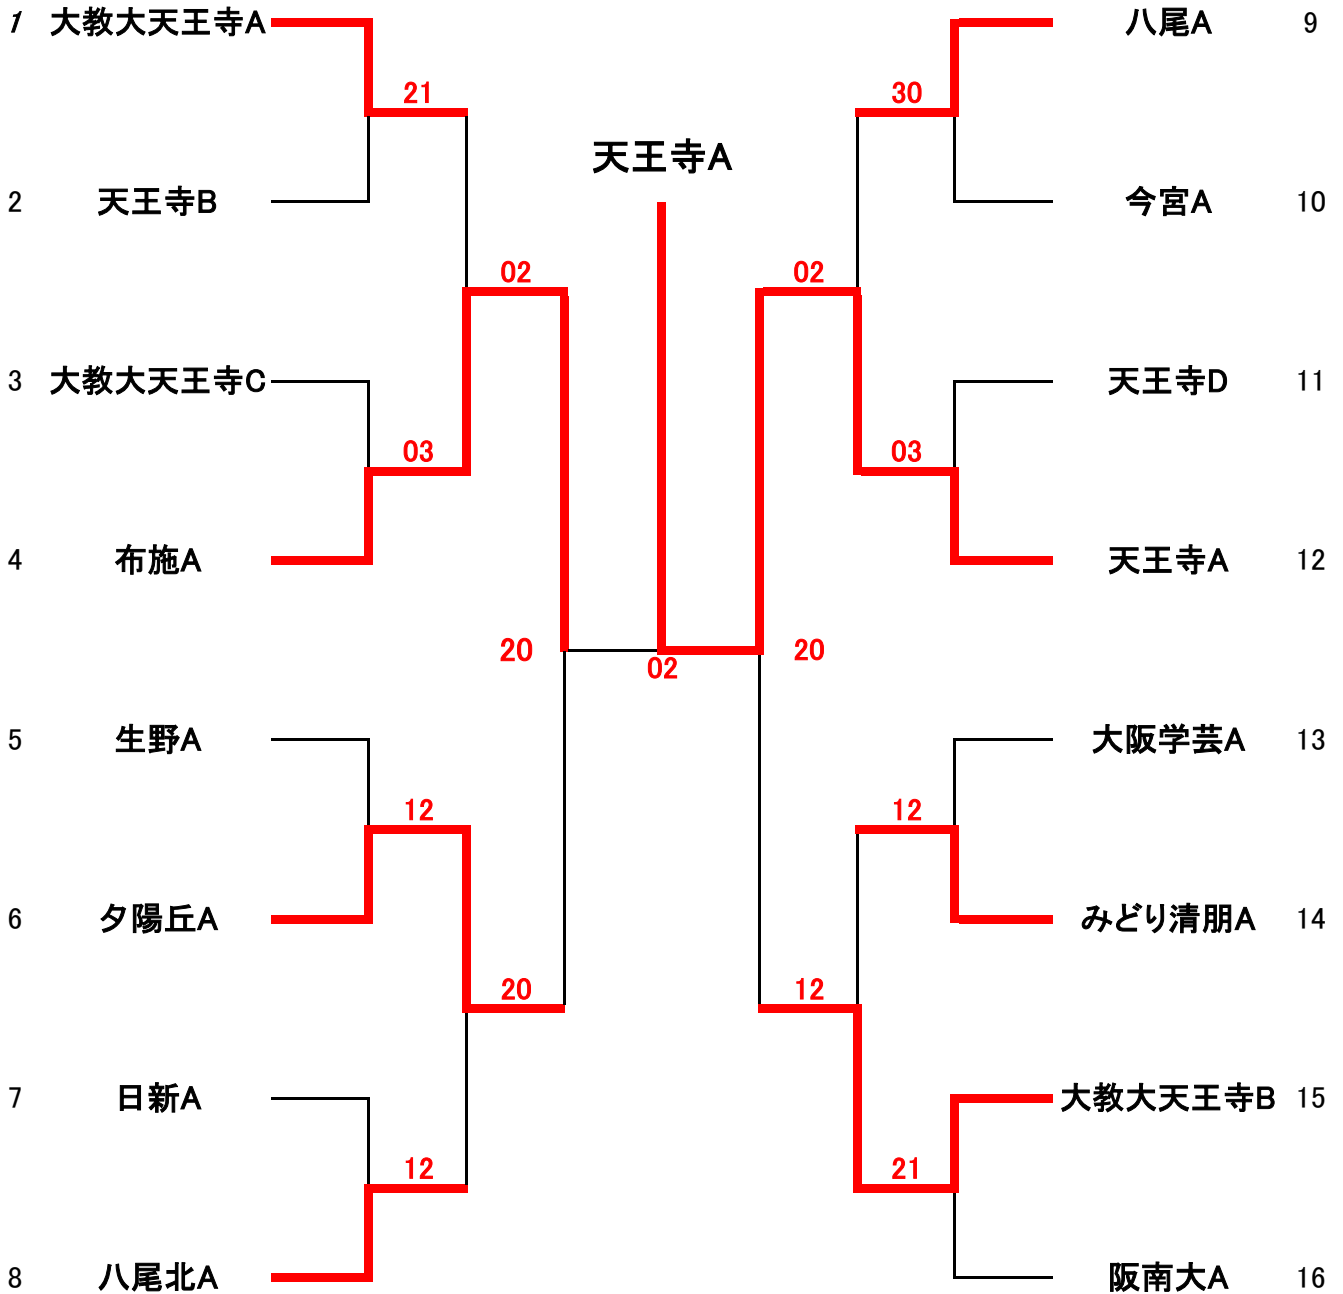 1 大教大天王寺A 八尾A 9
21 30
天王寺A
2 天王寺B 今宮A 10
02 02
3 大教大天王寺C 天王寺D 11
03 03
4 布施A 天王寺A 12
20 02 20
5 生野A 大阪学芸A 13
12 12
6 夕陽丘A みどり清朋A 14
20 12
7 日新A 大教大天王寺B 15
12 21
8 八尾北A 阪南大A 16